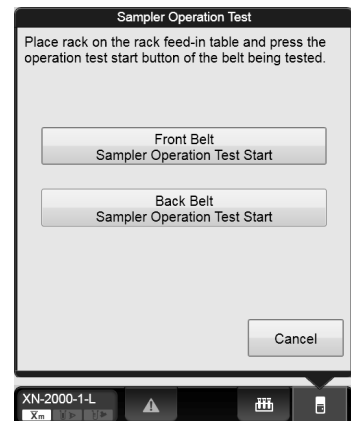 Sampler Operation Test
Place rack on the rack feed-in table and press the
operation test start button of the belt being tested.
Front Belt
Sampler Operation Test Start
Back Belt
Sampler Operation Test Start
Cancel
XN-2000-1-L
Xm